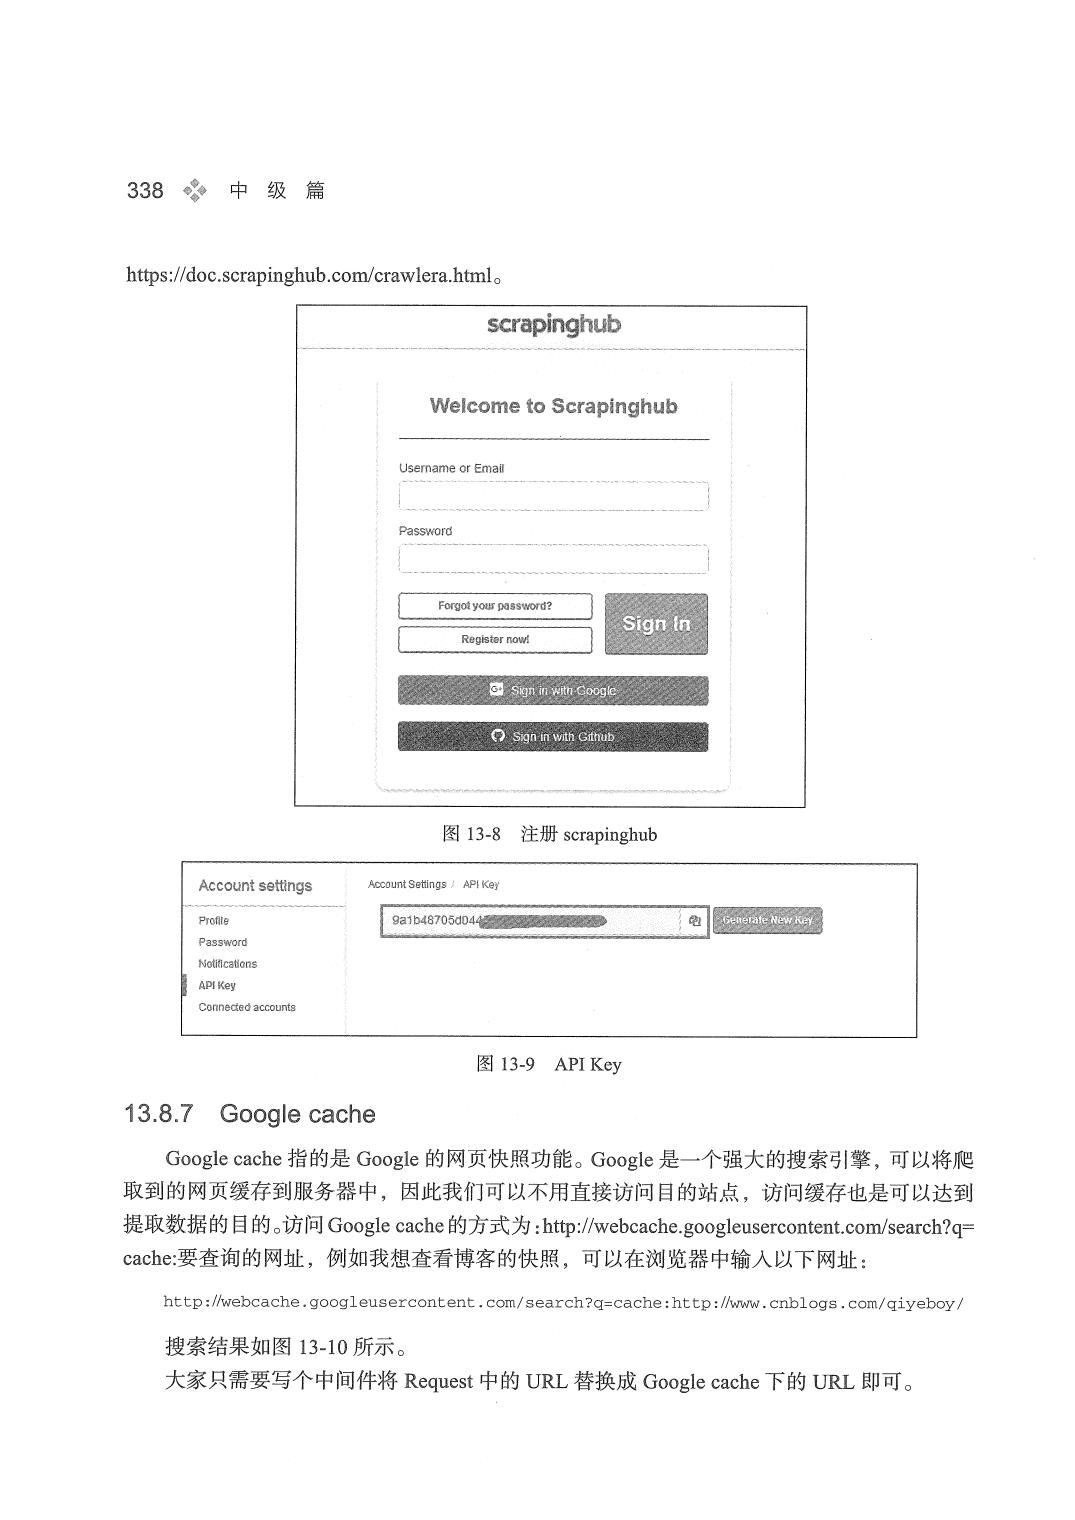 338 中 级 篇
https://doc.scrapinghub.com/crawlera.html。
scrapinghub
Welcome to Scrapinghub
Username or Email
Password
Forgot your password?
Sign In
Register now!
G+ Sign in with Google
Sign in with Github
图 13-8 注册 scrapinghub
Account settings
Account Settings / API Key
Profile
9a1b48705d04
Generate New Key
Password
Notifications
API Key
Connected accounts
图 13-9 API Key
13.8.7 Google cache
Google cache 指的是 Google 的网页快照功能。Google 是一个强大的搜索引擎，可以将爬
取到的网页缓存到服务器中，因此我们可以不用直接访问目的站点，访问缓存也是可以达到
提取数据的目的。访问 Google cache 的方式为：http://webcache.googleusercontent.com/search?q=
cache:要查询的网址，例如我想查看博客的快照，可以在浏览器中输入以下网址：
http://webcache.googleusercontent.com/search?q=cache:http://www.cnblogs.com/qiyeboy/
搜索结果如图 13-10 所示。
大家只需要写个中间件将 Request 中的 URL 替换成 Google cache 下的 URL 即可。